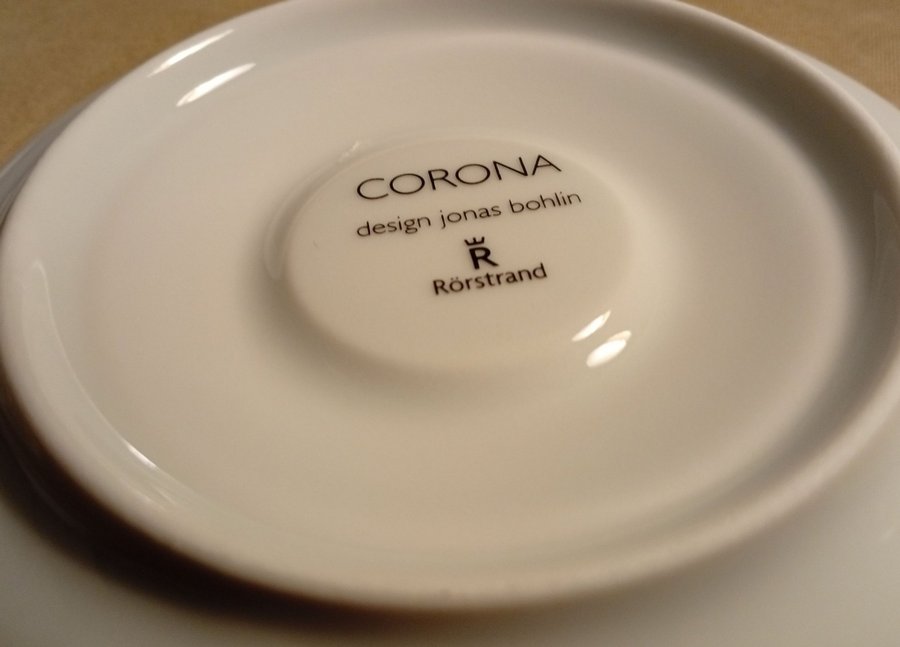 CORONA
design jonas bohlin
R
Rörstrand